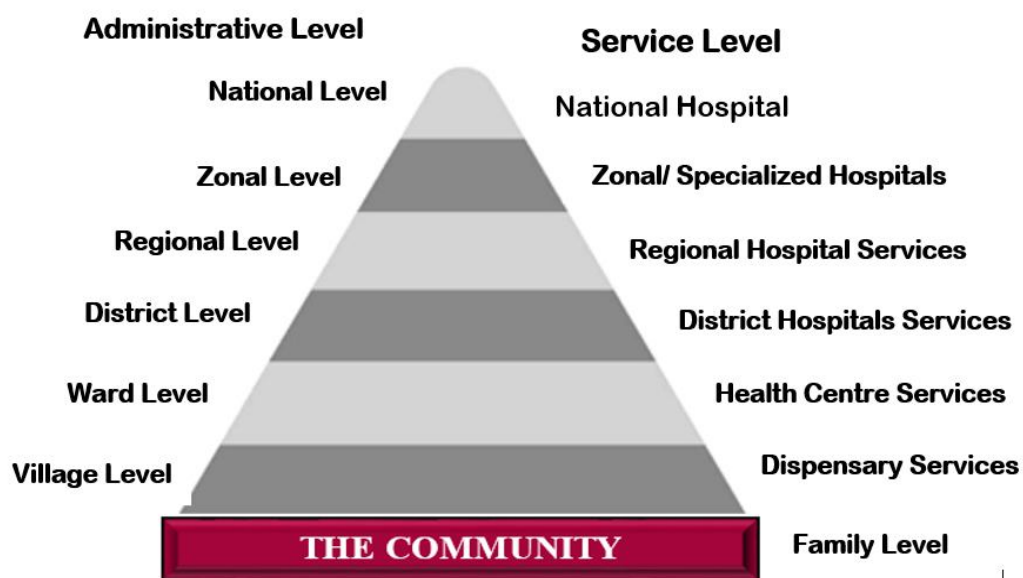 Administrative Level
Service Level
National Level
National Hospital
Zonal Level
Zonal/ Specialized Hospitals
Regional Level
Regional Hospital Services
District Level
District Hospitals Services
Ward Level
Health Centre Services
Village Level
Dispensary Services
THE COMMUNITY
Family Level